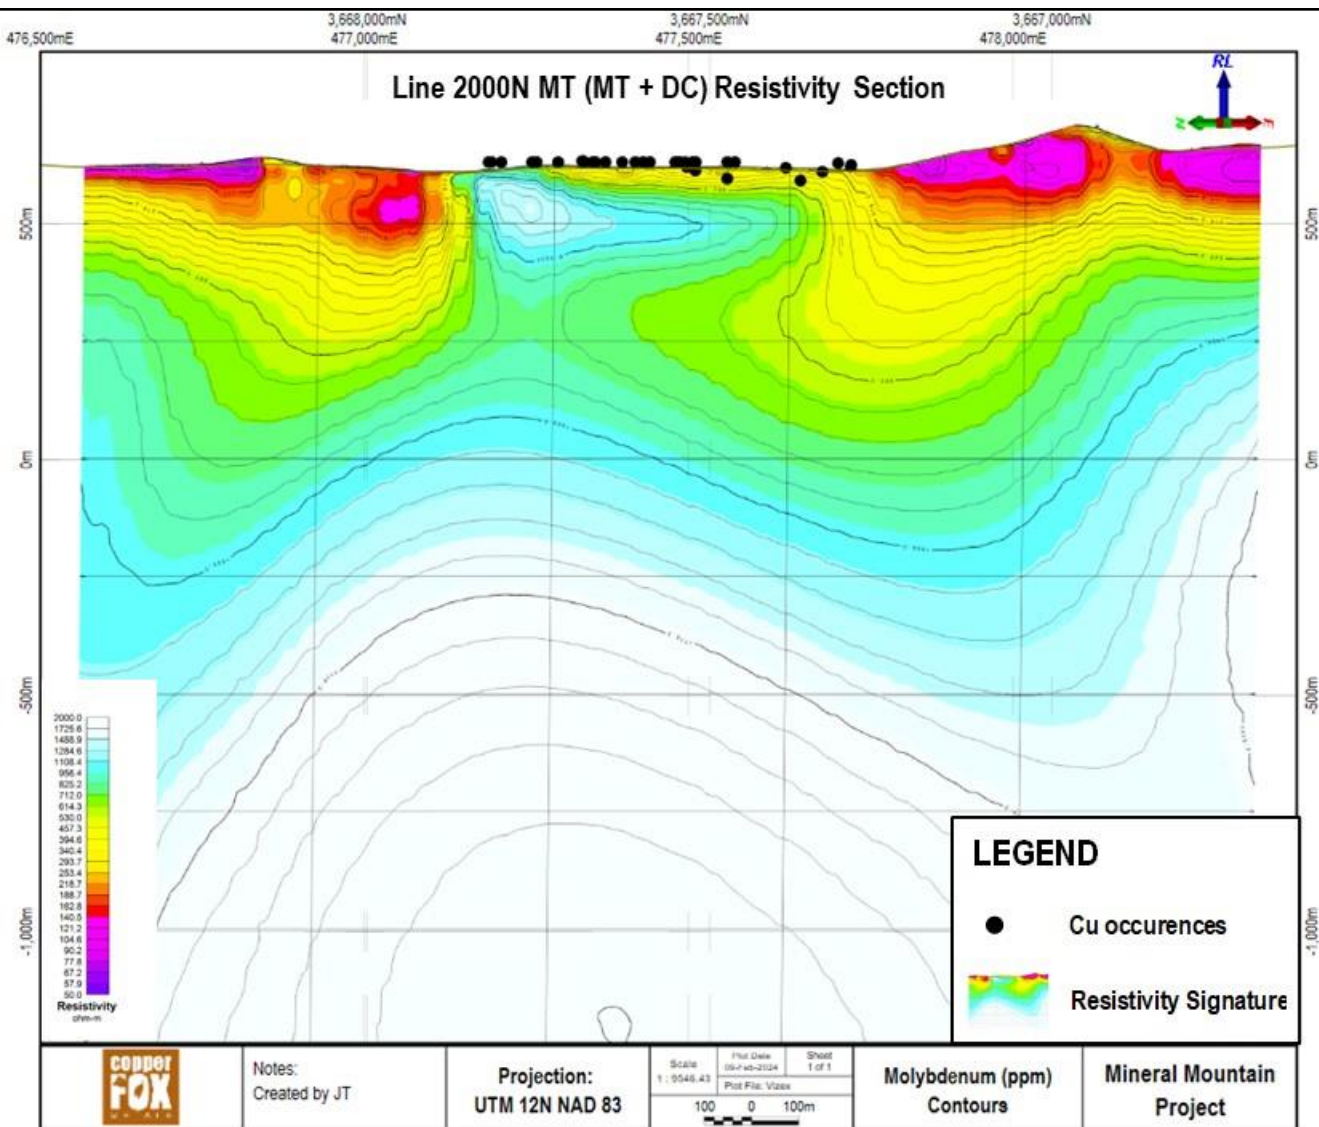 3,668,000mN 3,667,500mN 3,667,000mN
476,500mE 477,000mE 477,500mE 478,000mE
Line 2000N MT (MT + DC) Resistivity Section
RL
N
E
500m 500m
0m 0m
-500m -500m
-1,000m -1,000m
2000.0
1725.6
1488.9
1284.6
1108.4
956.4
825.2
712.0
614.3
530.0
457.3
394.6
340.4
293.7
253.4
218.7
188.7
162.8
140.5
121.2
104.6
90.2
77.8
67.2
57.9
50.0
Resistivity
ohm-m
LEGEND
Cu occurences
Resistivity Signature
copper
FOX
Notes:
Created by JT
Projection:
UTM 12N NAD 83
Scale
1 : 9546.43
Plot Date
09-Feb-2024
Sheet
1 of 1
Plot File: Vizex
100 0 100m
Molybdenum (ppm)
Contours
Mineral Mountain
Project